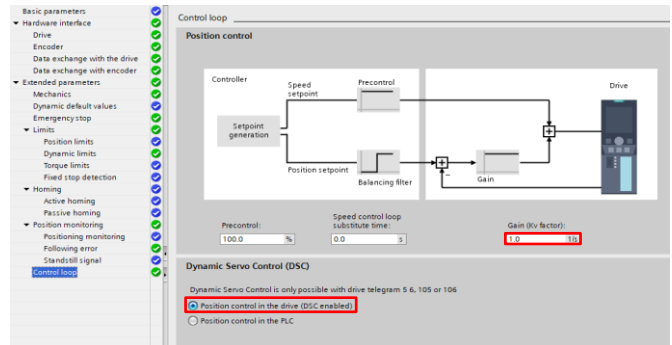 Basic parameters
Hardware interface
Drive
Encoder
Data exchange with the drive
Data exchange with encoder
Extended parameters
Mechanics
Dynamic default values
Emergency stop
Limits
Position limits
Dynamic limits
Torque limits
Fixed stop detection
Homing
Active homing
Passive homing
Position monitoring
Positioning monitoring
Following error
Standstill signal
Control loop
Control loop
Position control
Controller
Speed
setpoint
Precontrol
Drive
Setpoint
generation
Position setpoint
Balancing filter
Gain
Precontrol:
100.0 %
Speed control loop
substitute time:
0.0 s
Gain (Kv factor):
1.0 1/s
Dynamic Servo Control (DSC)
Dynamic Servo Control is only possible with drive telegram 5 6, 105 or 106
Position control in the drive (DSC enabled)
Position control in the PLC